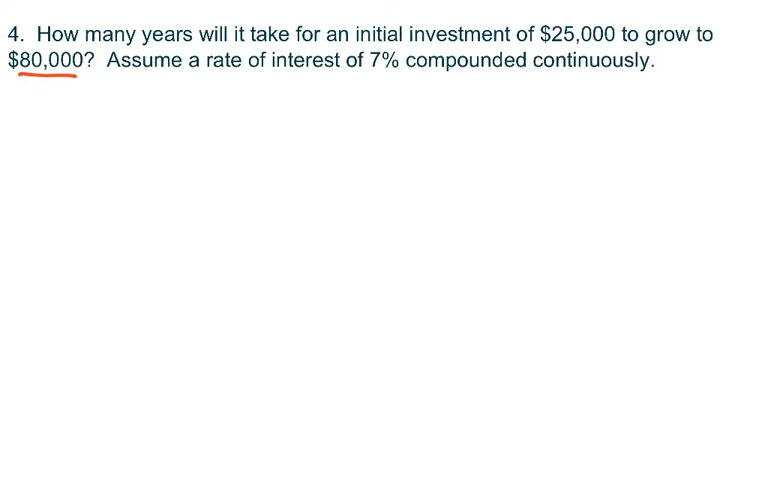 4.  How many years will it take for an initial investment of $25,000 to grow to
$80,000?  Assume a rate of interest of 7% compounded continuously.